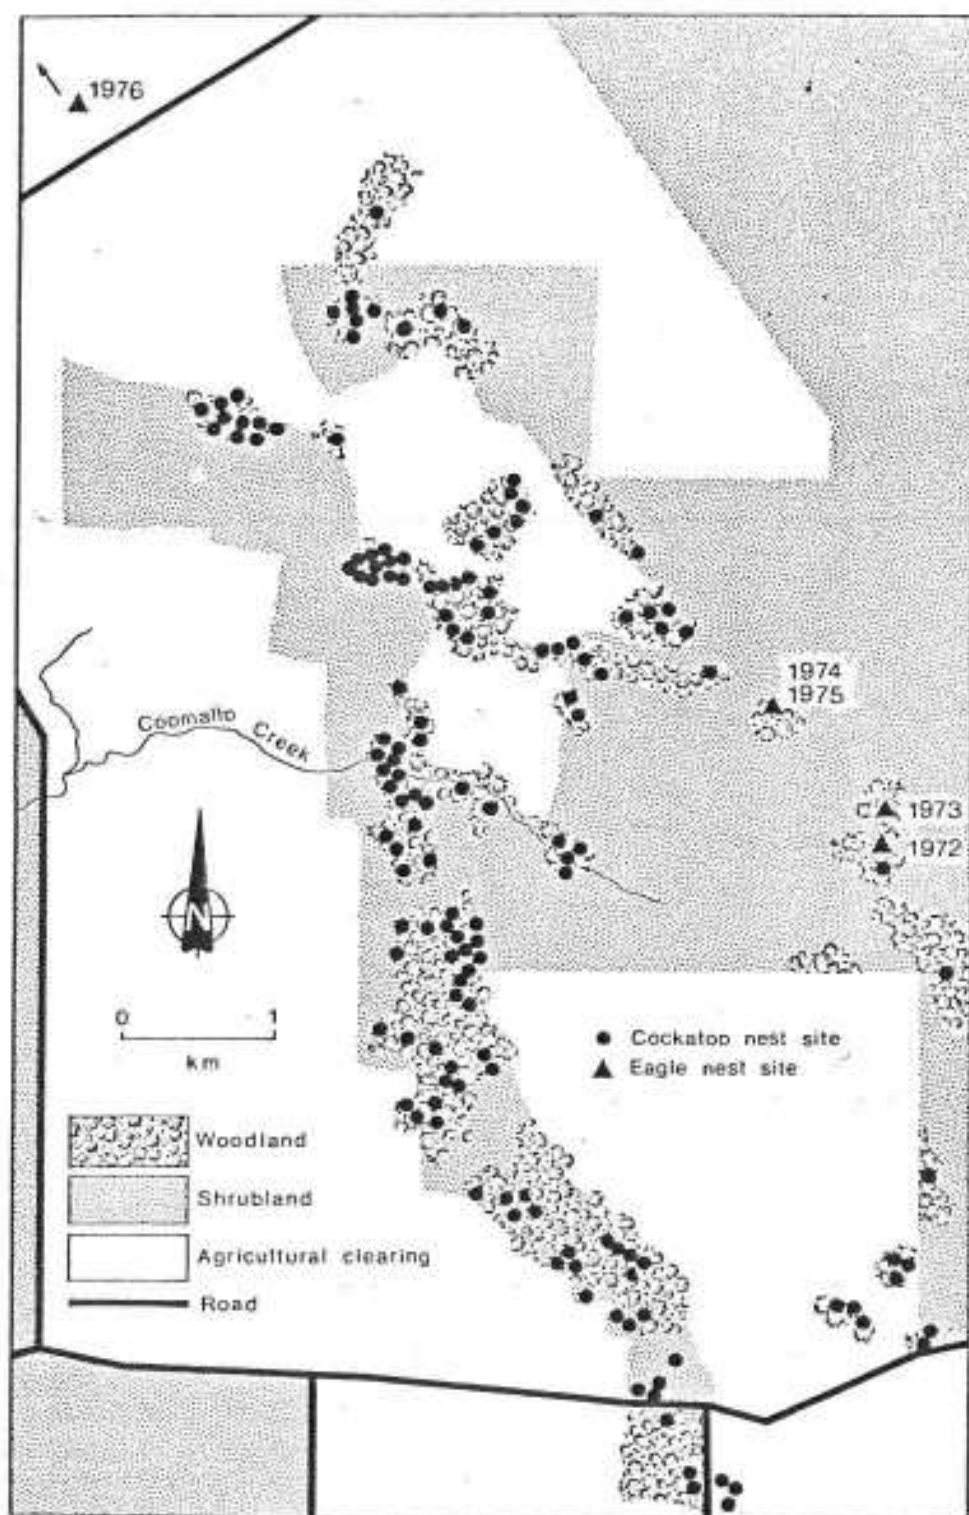 1976
1974
1975
Coomallo Creek
1973
1972
N
0 1
km
Cockatoo nest site
Eagle nest site
Woodland
Shrubland
Agricultural clearing
Road